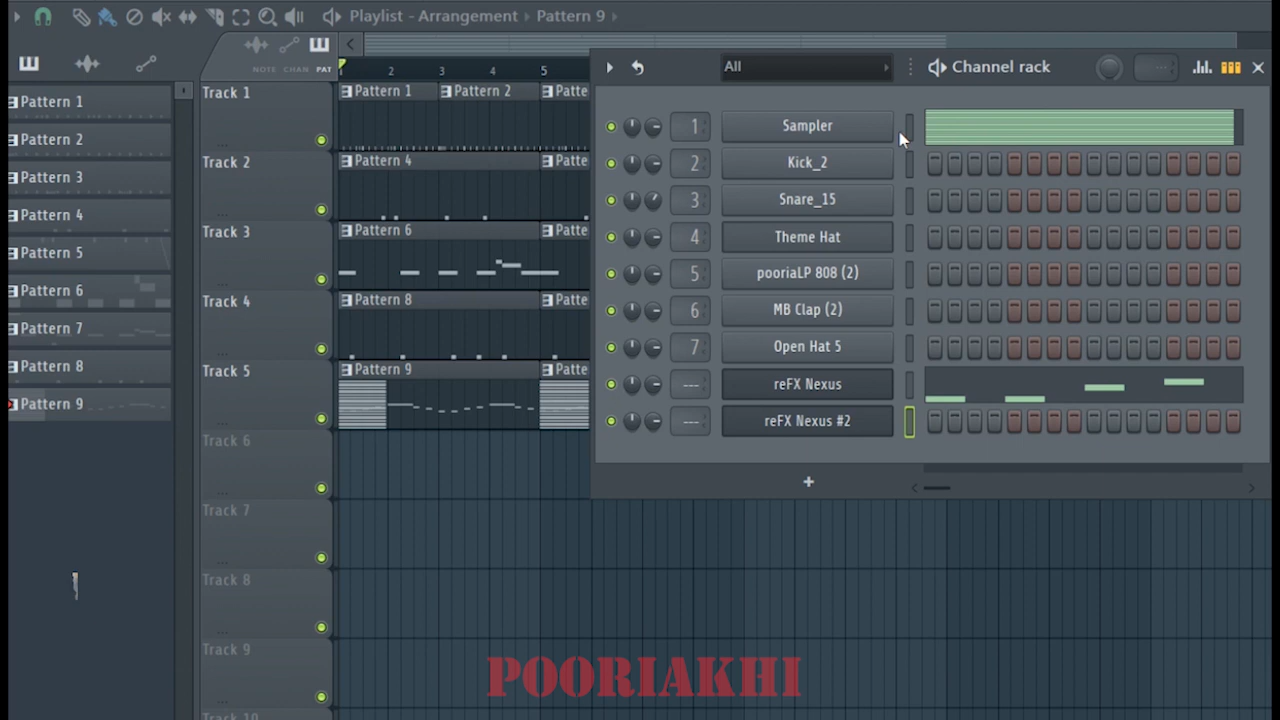 Playlist - Arrangement › Pattern 9 ›
NOTE CHAN PAT
1 2 3 4 5
Pattern 1
Pattern 2
Pattern 3
Pattern 4
Pattern 5
Pattern 6
Pattern 7
Pattern 8
Pattern 9
Track 1
Pattern 1 Pattern 2 Patte
Track 2
Pattern 4 Patte
Track 3
Pattern 6 Patte
Track 4
Pattern 8 Patte
Track 5
Pattern 9 Patte
Track 6
Track 7
Track 8
Track 9
Track 10
All
Channel rack
1 Sampler
2 Kick_2
3 Snare_15
4 Theme Hat
5 pooriaLP 808 (2)
6 MB Clap (2)
7 Open Hat 5
--- reFX Nexus
--- reFX Nexus #2
+
POORIAKHI